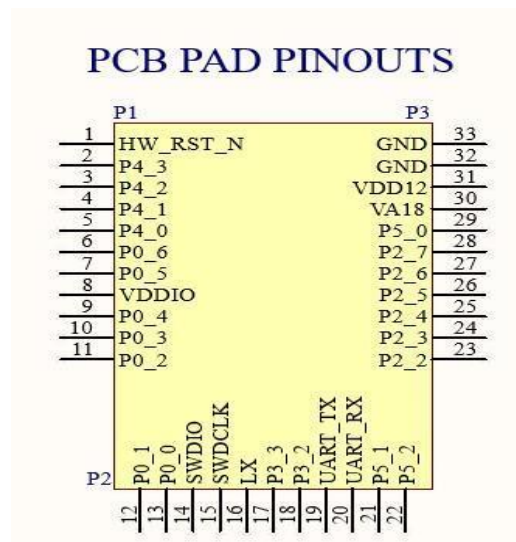 PCB PAD PINOUTS
P1 P3
1 HW_RST_N GND 33
2 P4_3 GND 32
3 P4_2 VDD12 31
4 P4_1 VA18 30
5 P4_0 P5_0 29
6 P0_6 P2_7 28
7 P0_5 P2_6 27
8 VDDIO P2_5 26
9 P0_4 P2_4 25
10 P0_3 P2_3 24
11 P0_2 P2_2 23
P2
P0_1
P0_0
SWDIO
SWDCLK
LX
P3_3
P3_2
UART_TX
UART_RX
P5_1
P5_2
12
13
14
15
16
17
18
19
20
21
22